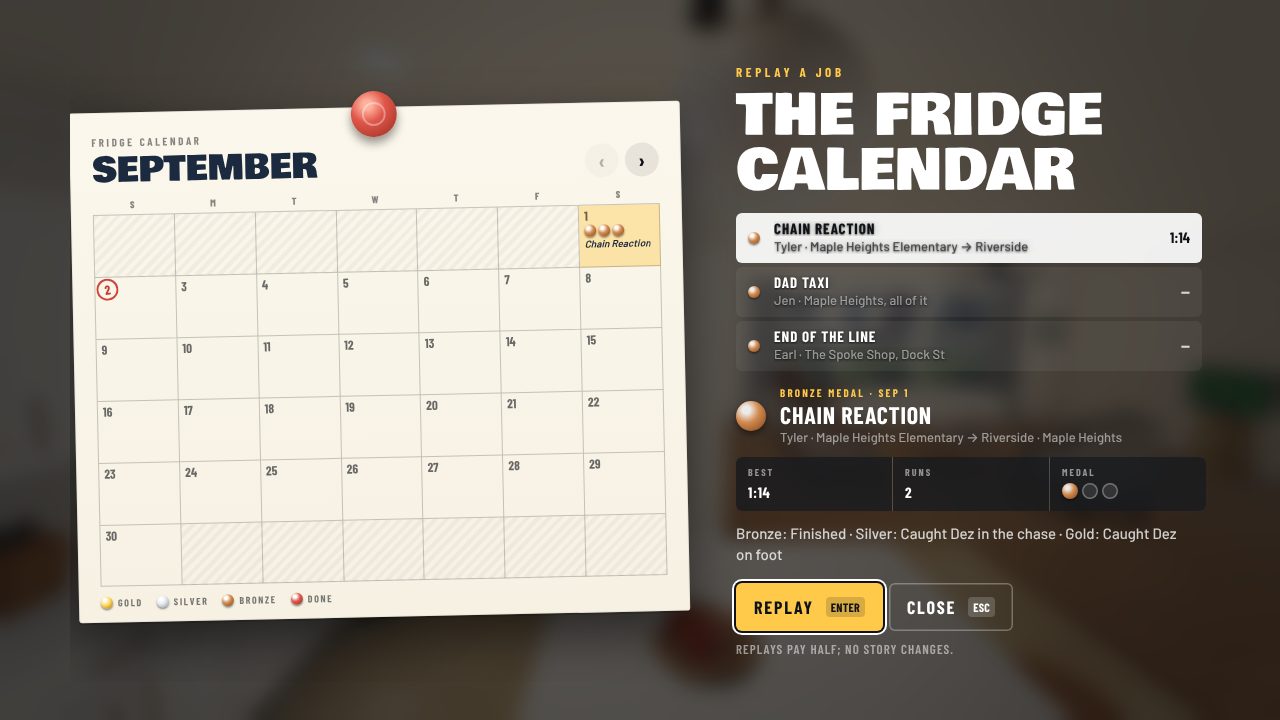 FRIDGE CALENDAR
SEPTEMBER
‹ ›
S M T W T F S
1
Chain Reaction
2 3 4 5 6 7 8
9 10 11 12 13 14 15
16 17 18 19 20 21 22
23 24 25 26 27 28 29
30
GOLD SILVER BRONZE DONE
REPLAY A JOB
THE FRIDGE
CALENDAR
CHAIN REACTION
Tyler · Maple Heights Elementary → Riverside
1:14
DAD TAXI
Jen · Maple Heights, all of it
–
END OF THE LINE
Earl · The Spoke Shop, Dock St
–
BRONZE MEDAL · SEP 1
CHAIN REACTION
Tyler · Maple Heights Elementary → Riverside · Maple Heights
BEST RUNS MEDAL
1:14 2
Bronze: Finished · Silver: Caught Dez in the chase · Gold: Caught Dez
on foot
REPLAY ENTER CLOSE ESC
REPLAYS PAY HALF; NO STORY CHANGES.